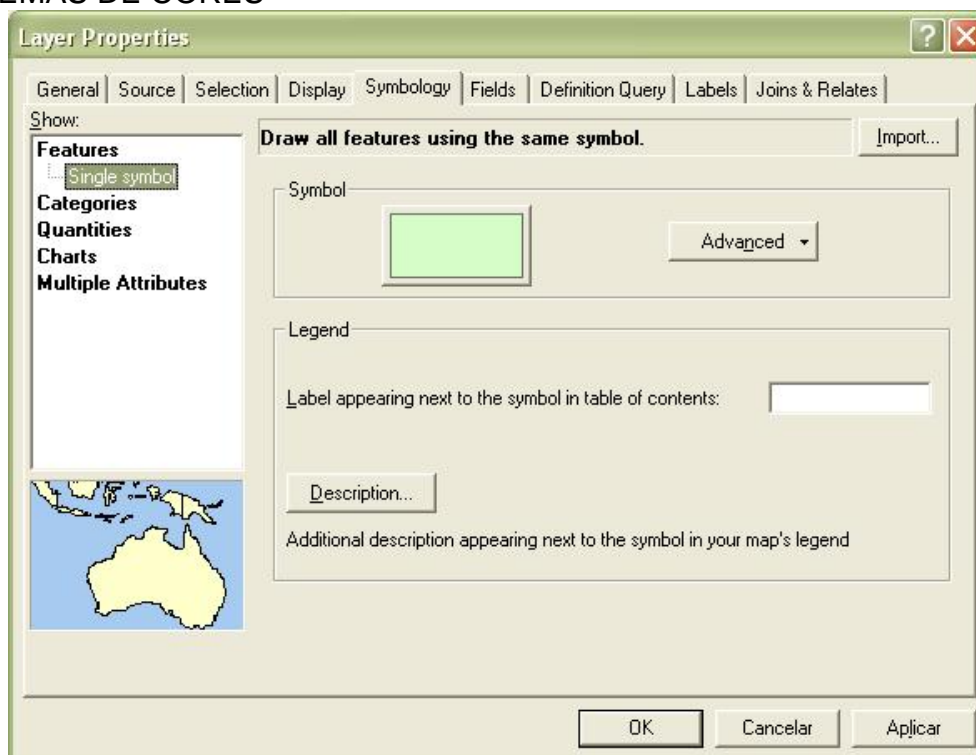 EMAS DE CORES
Layer Properties
General Source Selection Display Symbology Fields Definition Query Labels Joins & Relates
Show:
Features
Single symbol
Categories
Quantities
Charts
Multiple Attributes
Draw all features using the same symbol.
Import...
Symbol
Advanced
Legend
Label appearing next to the symbol in table of contents:
Description...
Additional description appearing next to the symbol in your map's legend
OK Cancelar Aplicar